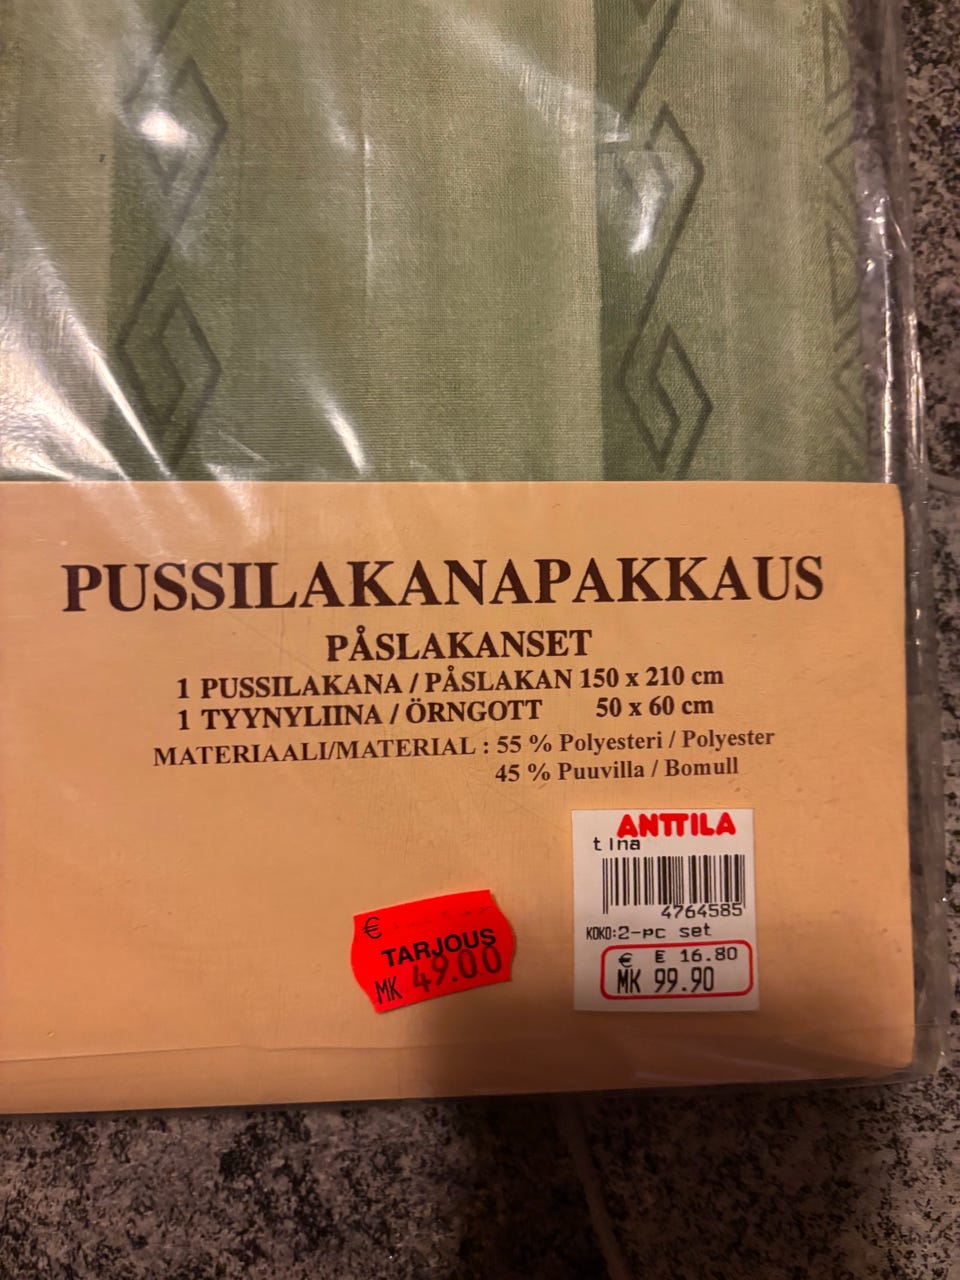 PUSSILAKANAPAKKAUS
PÅSLAKANSET
1 PUSSILAKANA / PÅSLAKAN 150 x 210 cm
1 TYYNYLIINA / ÖRNGOTT 50 x 60 cm
MATERIAALI/MATERIAL : 55 % Polyesteri / Polyester
45 % Puuvilla / Bomull
ANTTILA
tina
4764585
KOKO:2-PC set
€ E 16.80
MK 99.90
€
TARJOUS
MK 49.00